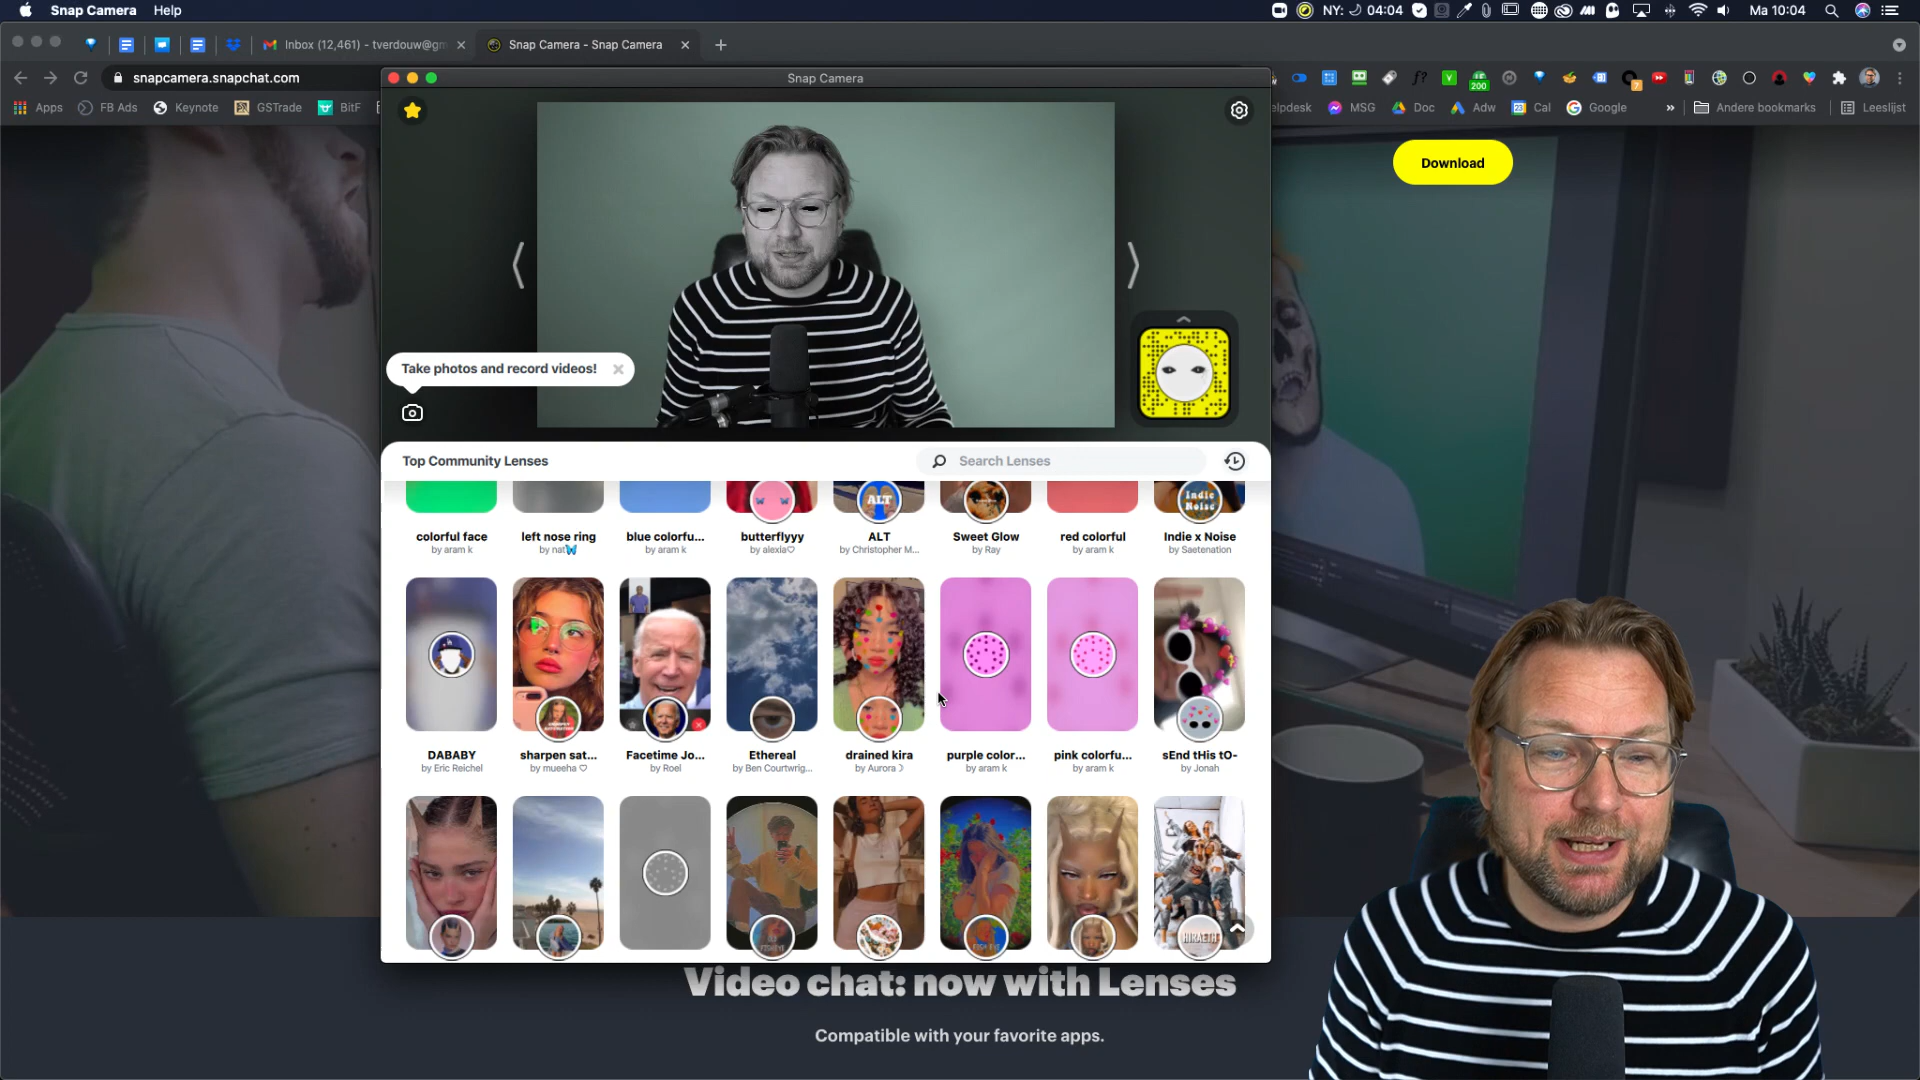 Snap Camera Help
NY: 04:04
Ma 10:04
Inbox (12,461) - tverdouw@gm
Snap Camera - Snap Camera
snapcamera.snapchat.com
Snap Camera
200
7
Apps
FB Ads
Keynote
GSTrade
BitF
elpdesk
MSG
Doc
Adw
Cal
Google
»
Andere bookmarks
Leeslijst
Download
Take photos and record videos!
Top Community Lenses
Search Lenses
ALT
Indie
Noise
colorful face
by aram k
left nose ring
by nat
blue colorfu...
by aram k
butterflyyy
by alexia♡
ALT
by Christopher M...
Sweet Glow
by Ray
red colorful
by aram k
Indie x Noise
by Saetenation
DABABY
by Eric Reichel
sharpen sat...
by mueeha ♡
Facetime Jo...
by Roel
Ethereal
by Ben Courtwrig...
drained kira
by Aurora ☽
purple color...
by aram k
pink colorfu...
by aram k
sEnd tHis tO-
by Jonah
HIRAETH
Video chat: now with Lenses
Compatible with your favorite apps.